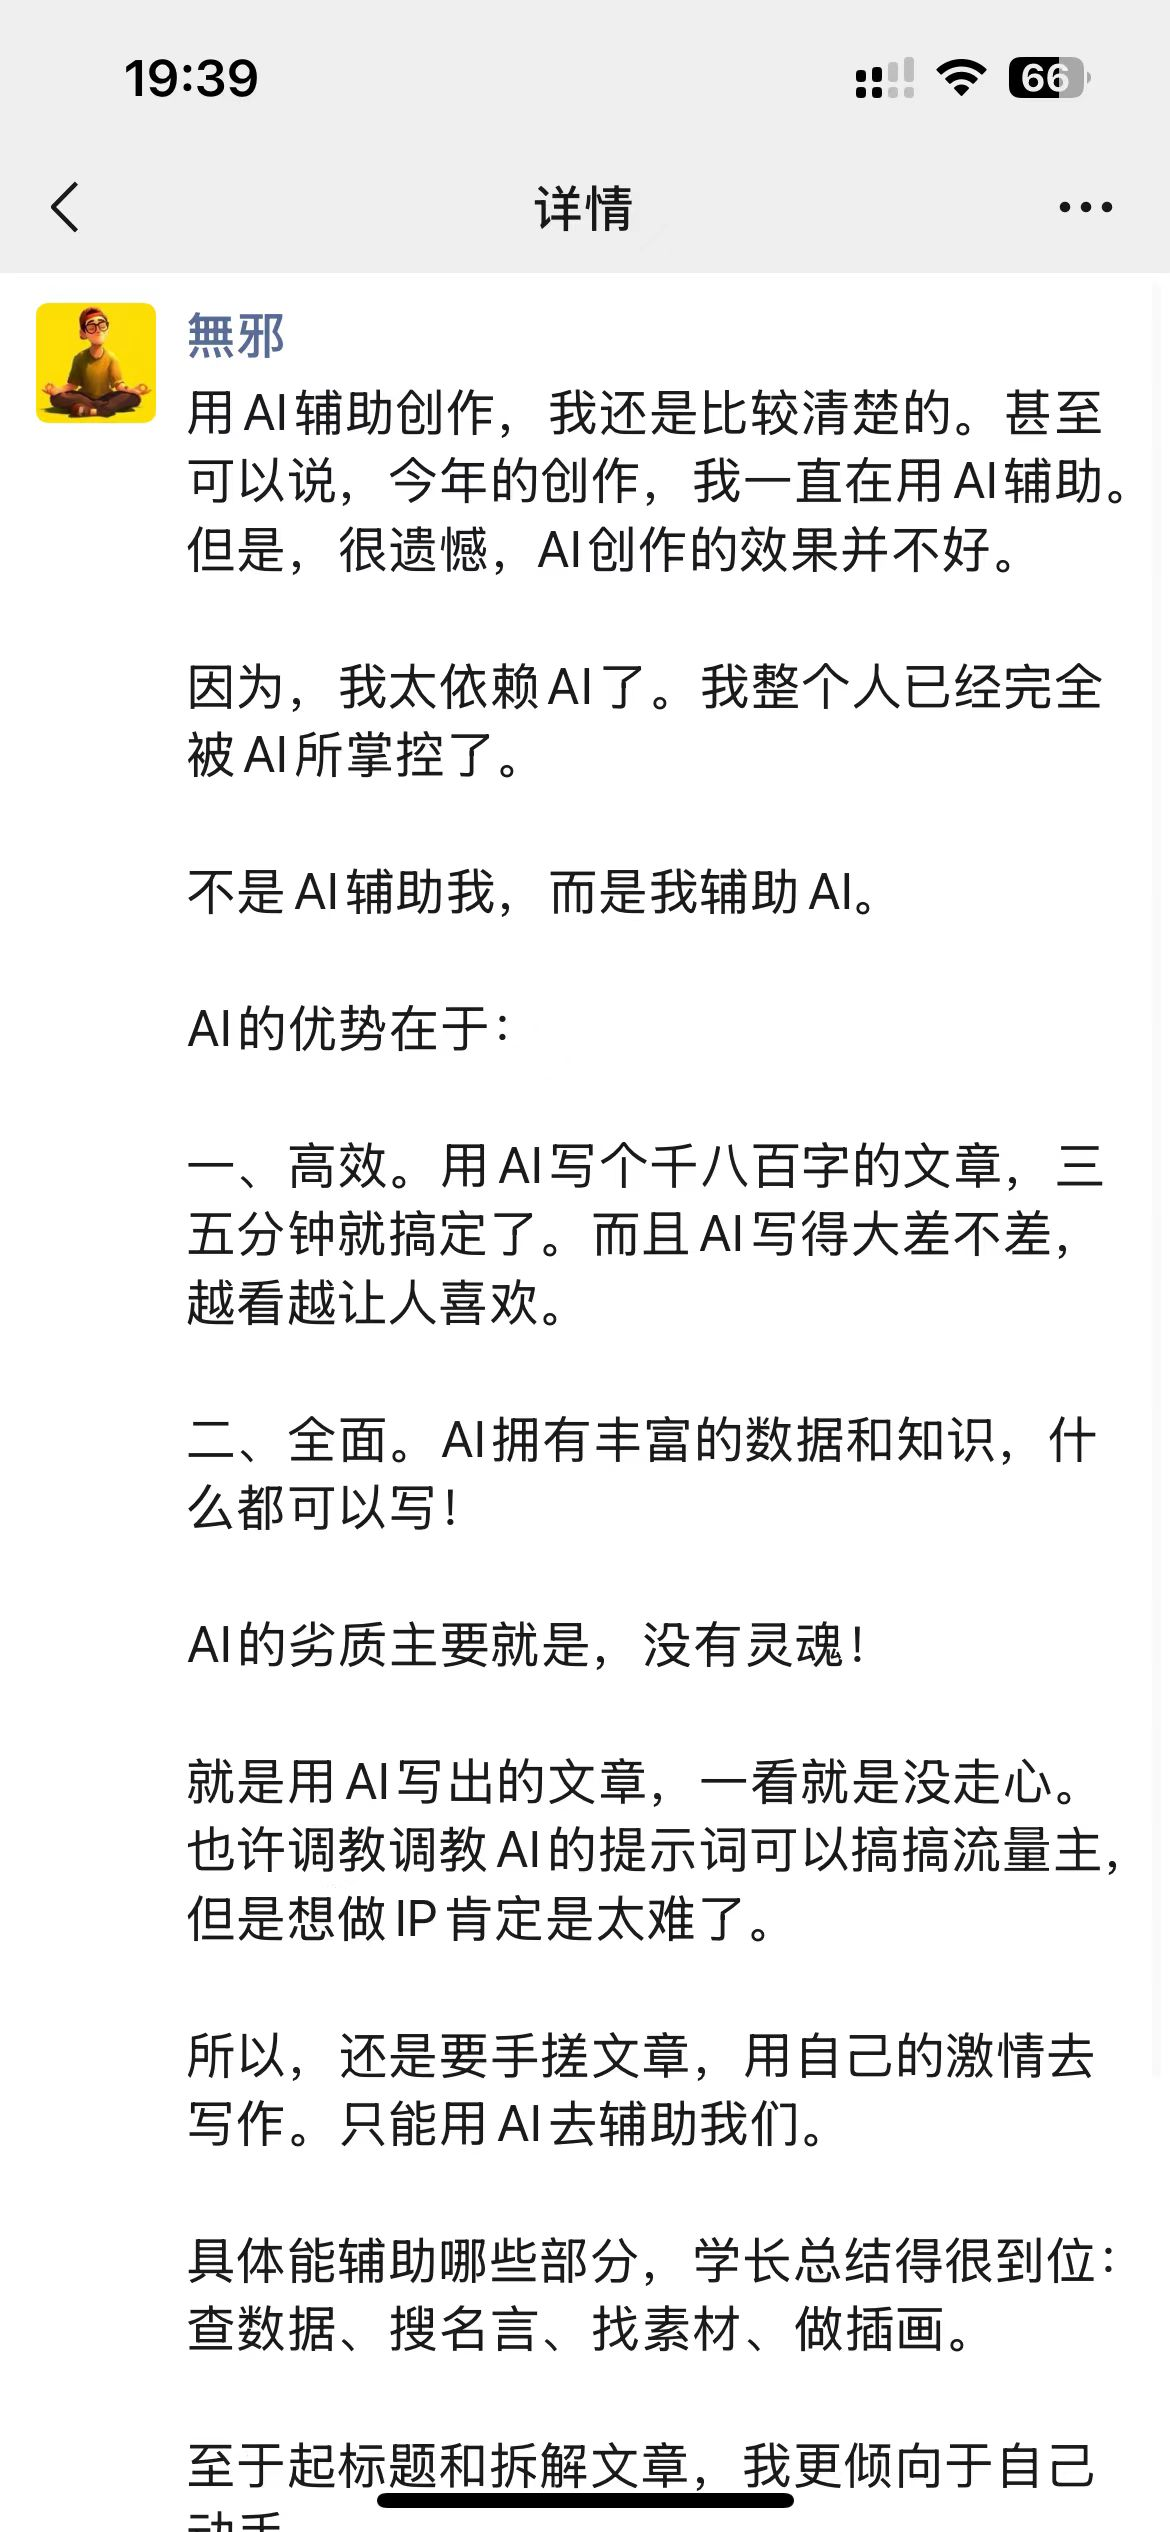 19:39
66
详情
無邪
用AI辅助创作，我还是比较清楚的。甚至
可以说，今年的创作，我一直在用AI辅助。
但是，很遗憾，AI创作的效果并不好。
因为，我太依赖AI了。我整个人已经完全
被AI所掌控了。
不是AI辅助我，而是我辅助AI。
AI的优势在于：
一、高效。用AI写个千八百字的文章，三
五分钟就搞定了。而且AI写得大差不差，
越看越让人喜欢。
二、全面。AI拥有丰富的数据和知识，什
么都可以写！
AI的劣质主要就是，没有灵魂！
就是用AI写出的文章，一看就是没走心。
也许调教调教AI的提示词可以搞搞流量主，
但是想做IP肯定是太难了。
所以，还是要手搓文章，用自己的激情去
写作。只能用AI去辅助我们。
具体能辅助哪些部分，学长总结得很到位：
查数据、搜名言、找素材、做插画。
至于起标题和拆解文章，我更倾向于自己